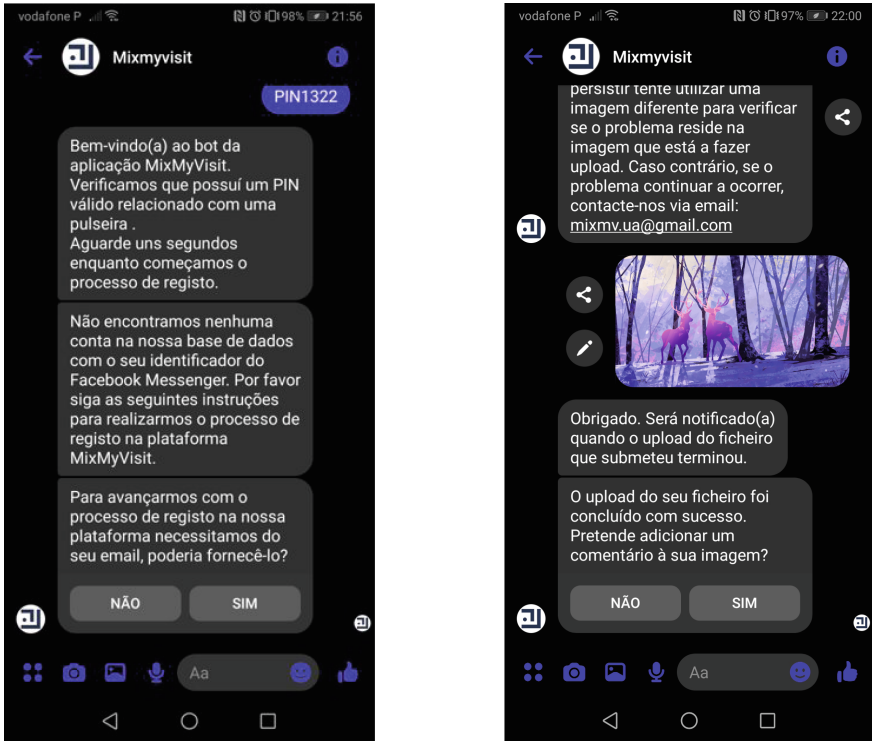 vodafone P
98%
21:56
Mixmyvisit
PIN1322
Bem-vindo(a) ao bot da
aplicação MixMyVisit.
Verificamos que possuí um PIN
válido relacionado com uma
pulseira .
Aguarde uns segundos
enquanto começamos o
processo de registo.
Não encontramos nenhuma
conta na nossa base de dados
com o seu identificador do
Facebook Messenger. Por favor
siga as seguintes instruções
para realizarmos o processo de
registo na plataforma
MixMyVisit.
Para avançarmos com o
processo de registo na nossa
plataforma necessitamos do
seu email, poderia fornecê-lo?
NÃO
SIM
Aa
vodafone P
97%
22:00
Mixmyvisit
persistir tente utilizar uma
imagem diferente para verificar
se o problema reside na
imagem que está a fazer
upload. Caso contrário, se o
problema continuar a ocorrer,
contacte-nos via email:
mixmv.ua@gmail.com
Obrigado. Será notificado(a)
quando o upload do ficheiro
que submeteu terminou.
O upload do seu ficheiro foi
concluído com sucesso.
Pretende adicionar um
comentário à sua imagem?
NÃO
SIM
Aa